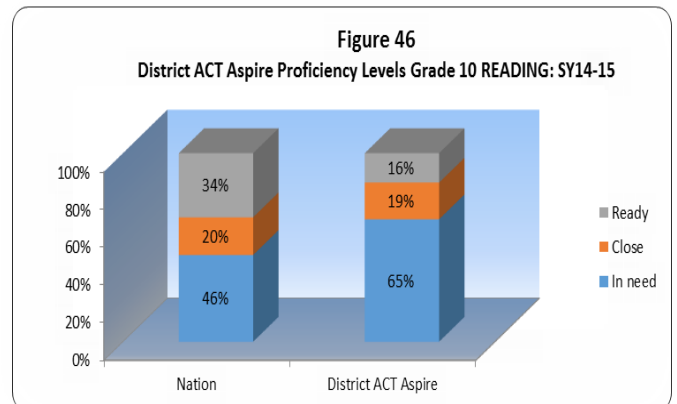 Figure 46
District ACT Aspire Proficiency Levels Grade 10 READING: SY14-15
100%
80%
60%
40%
20%
0%
34%
20%
46%
16%
19%
65%
Nation
District ACT Aspire
Ready
Close
In need